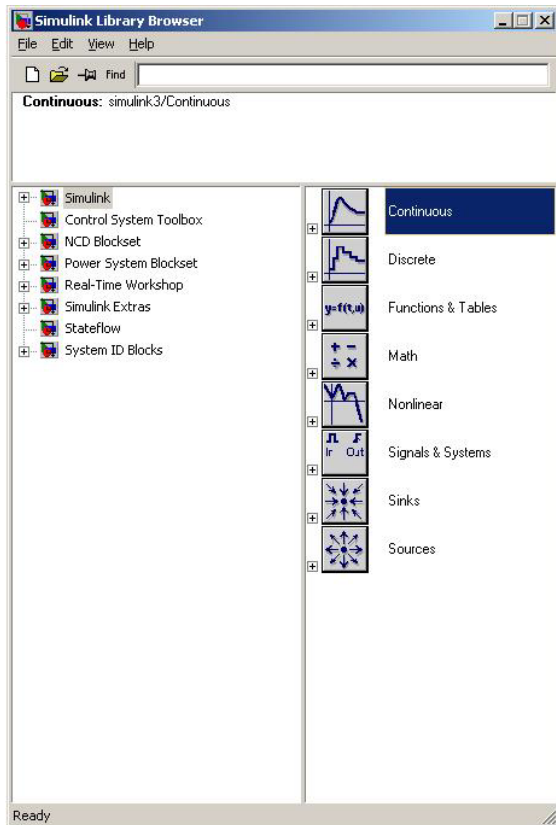 Simulink Library Browser
File Edit View Help
Find
Continuous: simulink3/Continuous
Simulink
Control System Toolbox
NCD Blockset
Power System Blockset
Real-Time Workshop
Simulink Extras
Stateflow
System ID Blocks
Continuous
Discrete
y=f(t,u) Functions & Tables
Math
Nonlinear
In Out Signals & Systems
Sinks
Sources
Ready